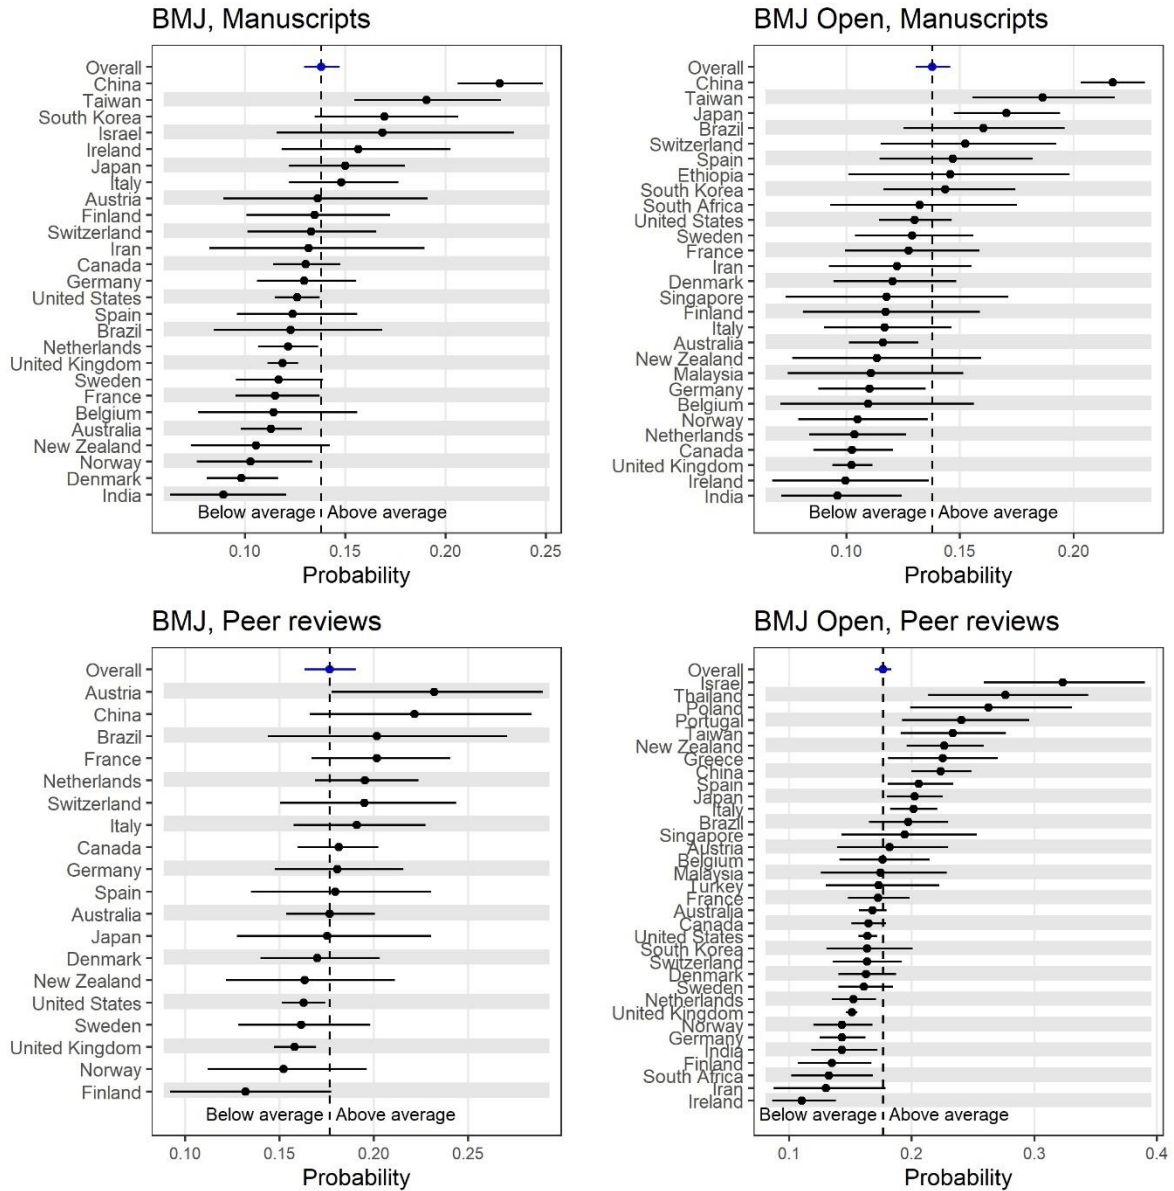 BMJ, Manuscripts
Overall
China
Taiwan
South Korea
Israel
Ireland
Japan
Italy
Austria
Finland
Switzerland
Iran
Canada
Germany
United States
Spain
Brazil
Netherlands
United Kingdom
Sweden
France
Belgium
Australia
New Zealand
Norway
Denmark
India
Below average Above average
0.10 0.15 0.20 0.25
Probability
BMJ Open, Manuscripts
Overall
China
Taiwan
Japan
Brazil
Switzerland
Spain
Ethiopia
South Korea
South Africa
United States
Sweden
France
Iran
Denmark
Singapore
Finland
Italy
Australia
New Zealand
Malaysia
Germany
Belgium
Norway
Netherlands
Canada
United Kingdom
Ireland
India
Below average Above average
0.10 0.15 0.20
Probability
BMJ, Peer reviews
Overall
Austria
China
Brazil
France
Netherlands
Switzerland
Italy
Canada
Germany
Spain
Australia
Japan
Denmark
New Zealand
United States
Sweden
United Kingdom
Norway
Finland
Below average Above average
0.10 0.15 0.20 0.25
Probability
BMJ Open, Peer reviews
Overall
Israel
Thailand
Poland
Portugal
Taiwan
New Zealand
Greece
China
Spain
Japan
Italy
Brazil
Singapore
Austria
Belgium
Malaysia
Turkey
France
Australia
Canada
United States
South Korea
Switzerland
Denmark
Sweden
Netherlands
United Kingdom
Norway
Germany
India
Finland
South Africa
Iran
Ireland
Below average Above average
0.1 0.2 0.3 0.4
Probability